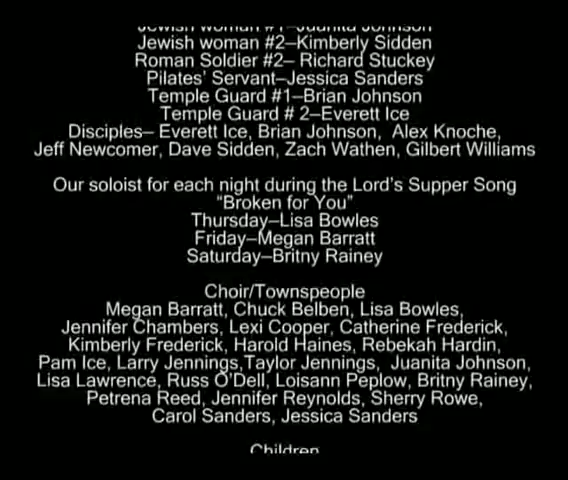 Jewish woman #1–Juanita Johnson
Jewish woman #2–Kimberly Sidden
Roman Soldier #2– Richard Stuckey
Pilates' Servant–Jessica Sanders
Temple Guard #1–Brian Johnson
Temple Guard # 2–Everett Ice
Disciples– Everett Ice, Brian Johnson,  Alex Knoche,
Jeff Newcomer, Dave Sidden, Zach Wathen, Gilbert Williams
Our soloist for each night during the Lord's Supper Song
"Broken for You"
Thursday–Lisa Bowles
Friday–Megan Barratt
Saturday–Britny Rainey
Choir/Townspeople
Megan Barratt, Chuck Belben, Lisa Bowles,
Jennifer Chambers, Lexi Cooper, Catherine Frederick,
Kimberly Frederick, Harold Haines, Rebekah Hardin,
Pam Ice, Larry Jennings,Taylor Jennings,  Juanita Johnson,
Lisa Lawrence, Russ O'Dell, Loisann Peplow, Britny Rainey,
Petrena Reed, Jennifer Reynolds, Sherry Rowe,
Carol Sanders, Jessica Sanders
Children